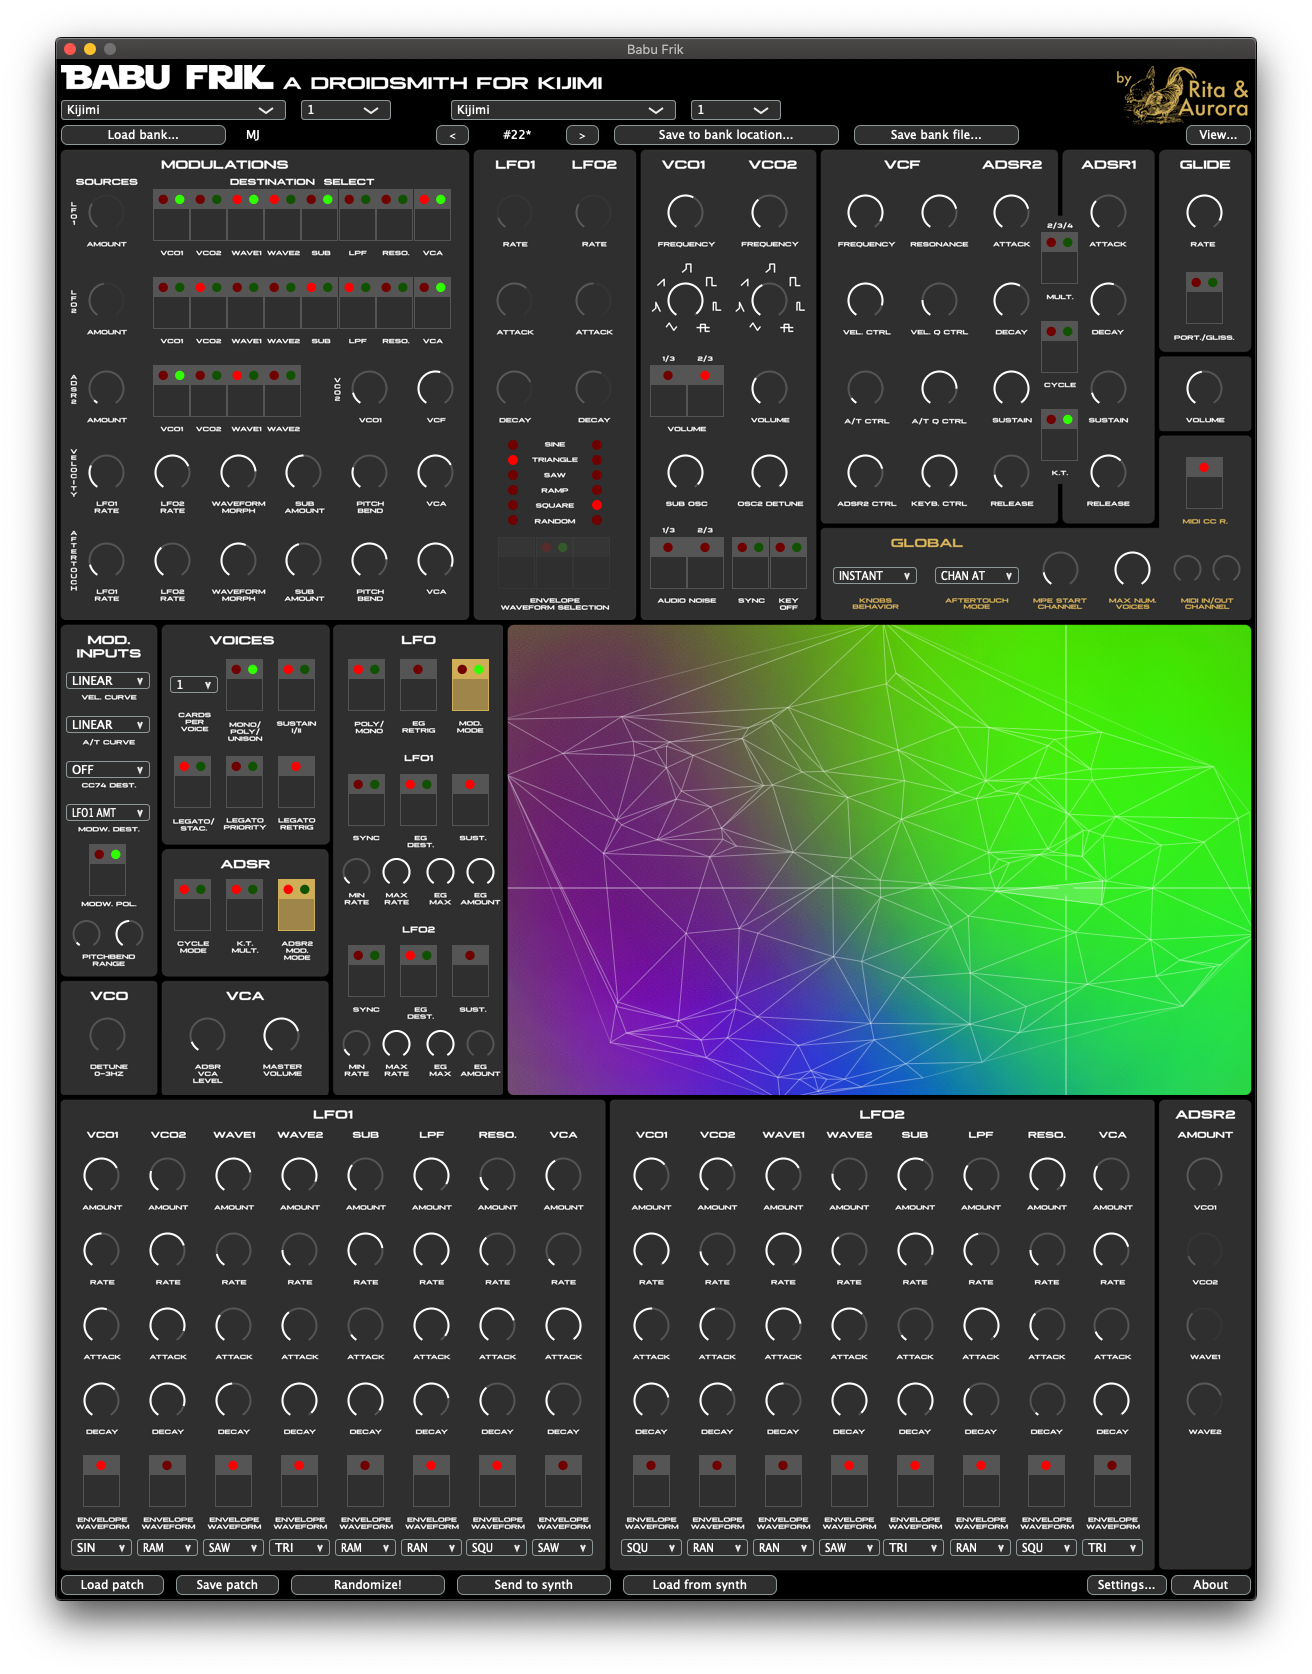 Babu Frik
BABU FRIK A DROIDSMITH FOR KIJIMI
by Rita & Aurora
Kijimi 1 Kijimi 1
Load bank... MJ < #22* > Save to bank location... Save bank file... View...
MODULATIONS
SOURCES DESTINATION SELECT
LFO1
AMOUNT
VCO1 VCO2 WAVE1 WAVE2 SUB LPF RESO. VCA
LFO2
AMOUNT
VCO1 VCO2 WAVE1 WAVE2 SUB LPF RESO. VCA
ADSR2
AMOUNT
VCO1 VCO2 WAVE1 WAVE2
VCO2
VCO1 VCF
VELOCITY
LFO1 RATE LFO2 RATE WAVEFORM MORPH SUB AMOUNT PITCH BEND VCA
AFTERTOUCH
LFO1 RATE LFO2 RATE WAVEFORM MORPH SUB AMOUNT PITCH BEND VCA
LFO1 LFO2
RATE RATE
ATTACK ATTACK
DECAY DECAY
SINE
TRIANGLE
SAW
RAMP
SQUARE
RANDOM
ENVELOPE
WAVEFORM SELECTION
VCO1 VCO2
FREQUENCY FREQUENCY
1/3 2/3
VOLUME VOLUME
SUB OSC OSC2 DETUNE
1/3 2/3
AUDIO NOISE SYNC KEY OFF
VCF ADSR2
FREQUENCY RESONANCE ATTACK
VEL. CTRL VEL. Q CTRL DECAY
A/T CTRL A/T Q CTRL SUSTAIN
ADSR2 CTRL KEYB. CTRL RELEASE
2/3/4
MULT.
CYCLE
K.T.
ADSR1
ATTACK
DECAY
SUSTAIN
RELEASE
GLIDE
RATE
PORT./GLISS.
VOLUME
MIDI CC R.
GLOBAL
INSTANT CHAN AT
KNOBS BEHAVIOR AFTERTOUCH MODE MPE START CHANNEL MAX NUM. VOICES MIDI IN/OUT CHANNEL
MOD.
INPUTS
LINEAR
VEL. CURVE
LINEAR
A/T CURVE
OFF
CC74 DEST.
LFO1 AMT
MODW. DEST.
MODW. POL.
PITCHBEND
RANGE
VOICES
1
CARDS PER VOICE MONO/ POLY/ UNISON SUSTAIN I/II
LEGATO/ STAC. LEGATO PRIORITY LEGATO RETRIG
ADSR
CYCLE MODE K.T. MULT. ADSR2 MOD. MODE
VCO
DETUNE
0-3HZ
VCA
ADSR VCA LEVEL MASTER VOLUME
LFO
POLY/ MONO EG RETRIG MOD. MODE
LFO1
SYNC EG DEST. SUST.
MIN RATE MAX RATE EG MAX EG AMOUNT
LFO2
SYNC EG DEST. SUST.
MIN RATE MAX RATE EG MAX EG AMOUNT
LFO1
VCO1 VCO2 WAVE1 WAVE2 SUB LPF RESO. VCA
AMOUNT AMOUNT AMOUNT AMOUNT AMOUNT AMOUNT AMOUNT AMOUNT
RATE RATE RATE RATE RATE RATE RATE RATE
ATTACK ATTACK ATTACK ATTACK ATTACK ATTACK ATTACK ATTACK
DECAY DECAY DECAY DECAY DECAY DECAY DECAY DECAY
ENVELOPE ENVELOPE ENVELOPE ENVELOPE ENVELOPE ENVELOPE ENVELOPE ENVELOPE
WAVEFORM WAVEFORM WAVEFORM WAVEFORM WAVEFORM WAVEFORM WAVEFORM WAVEFORM
SIN RAM SAW TRI RAM RAN SQU SAW
LFO2
VCO1 VCO2 WAVE1 WAVE2 SUB LPF RESO. VCA
AMOUNT AMOUNT AMOUNT AMOUNT AMOUNT AMOUNT AMOUNT AMOUNT
RATE RATE RATE RATE RATE RATE RATE RATE
ATTACK ATTACK ATTACK ATTACK ATTACK ATTACK ATTACK ATTACK
DECAY DECAY DECAY DECAY DECAY DECAY DECAY DECAY
ENVELOPE ENVELOPE ENVELOPE ENVELOPE ENVELOPE ENVELOPE ENVELOPE ENVELOPE
WAVEFORM WAVEFORM WAVEFORM WAVEFORM WAVEFORM WAVEFORM WAVEFORM WAVEFORM
SQU RAN RAN SAW TRI RAN SQU TRI
ADSR2
AMOUNT
VCO1
VCO2
WAVE1
WAVE2
Load patch Save patch Randomize! Send to synth Load from synth Settings... About